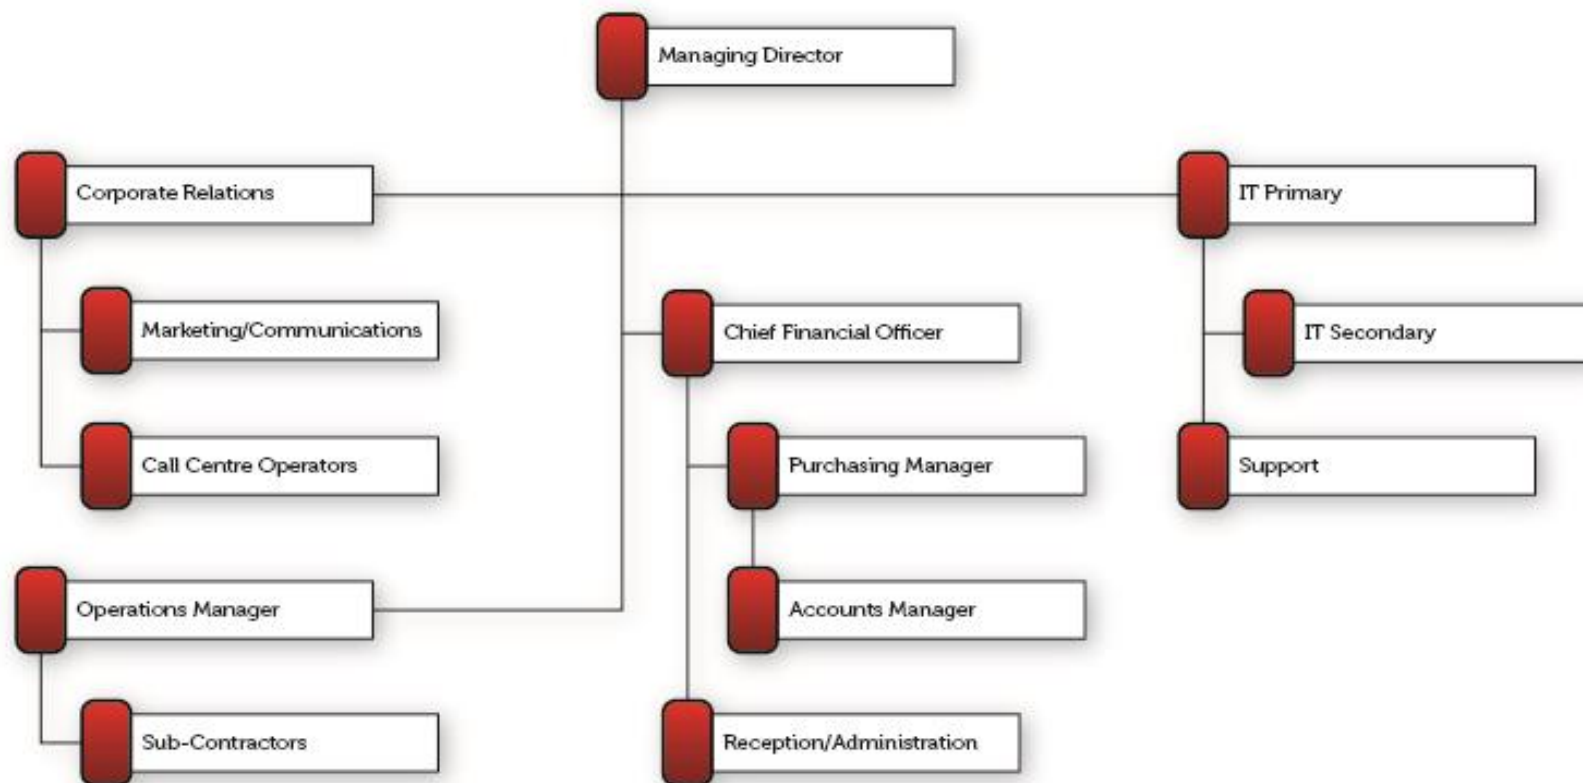 Managing Director
Corporate Relations
IT Primary
Marketing/Communications
Chief Financial Officer
IT Secondary
Call Centre Operators
Purchasing Manager
Support
Operations Manager
Accounts Manager
Sub-Contractors
Reception/Administration